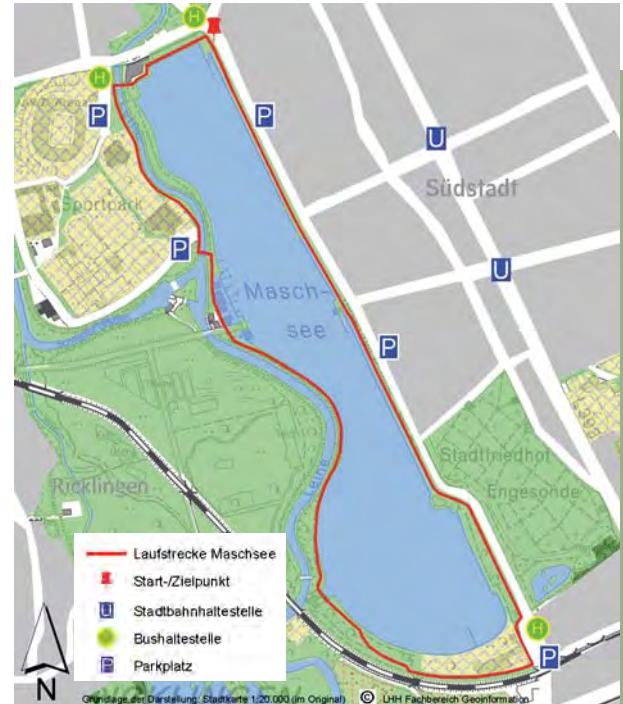 H
H
P
P
U
Südstadt
Sportpark
P
U
Masch-
see
P
Stadtfriedhof
Engesohde
Leine
Ricklingen
Laufstrecke Maschsee
Start-/Zielpunkt
U Stadtbahnhaltestelle
H Bushaltestelle
P Parkplatz
H
P
N
Grundlage der Darstellung: Stadtkarte 1:20.000 (im Original) © LHH Fachbereich Geoinformation